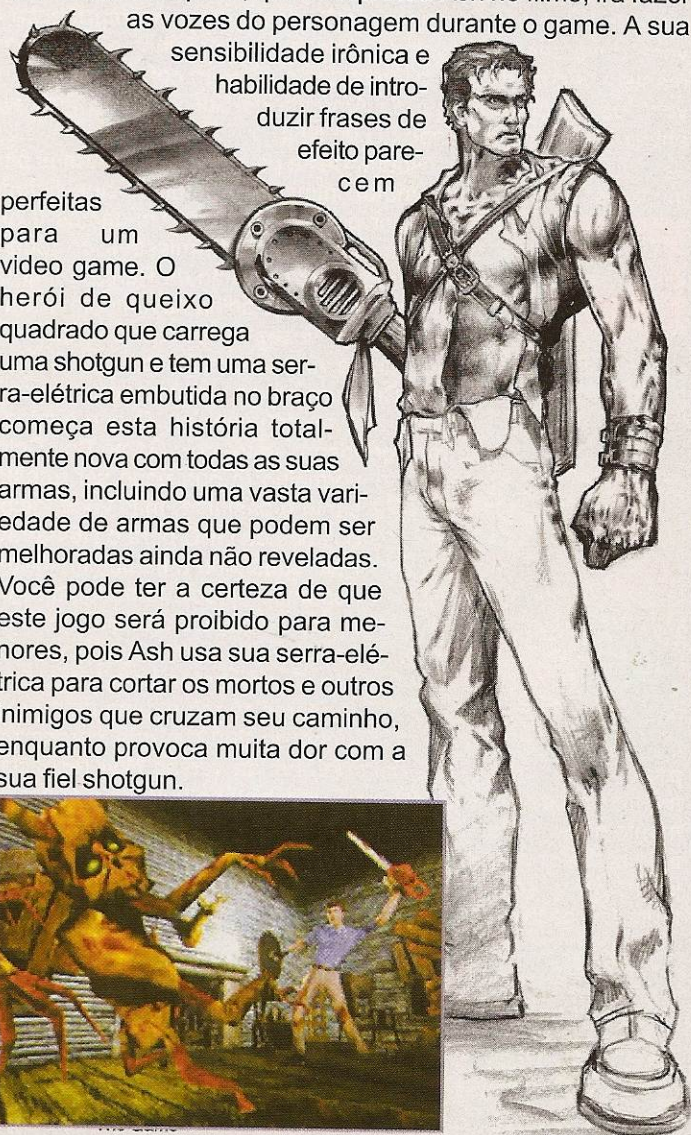 as vozes do personagem durante o game. A sua
sensibilidade irônica e
habilidade de intro-
duzir frases de
efeito pare-
cem
perfeitas
para um
video game. O
herói de queixo
quadrado que carrega
uma shotgun e tem uma ser-
ra-elétrica embutida no braço
começa esta história total-
mente nova com todas as suas
armas, incluindo uma vasta vari-
edade de armas que podem ser
melhoradas ainda não reveladas.
Você pode ter a certeza de que
este jogo será proibido para me-
nores, pois Ash usa sua serra-elé-
trica para cortar os mortos e outros
inimigos que cruzam seu caminho,
enquanto provoca muita dor com a
sua fiel shotgun.